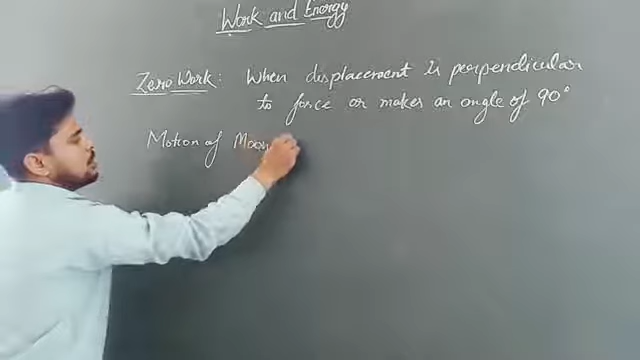 Work and Energy
Zero Work: When displacement is perpendicular
to force or makes an angle of 90°
Motion of Moon